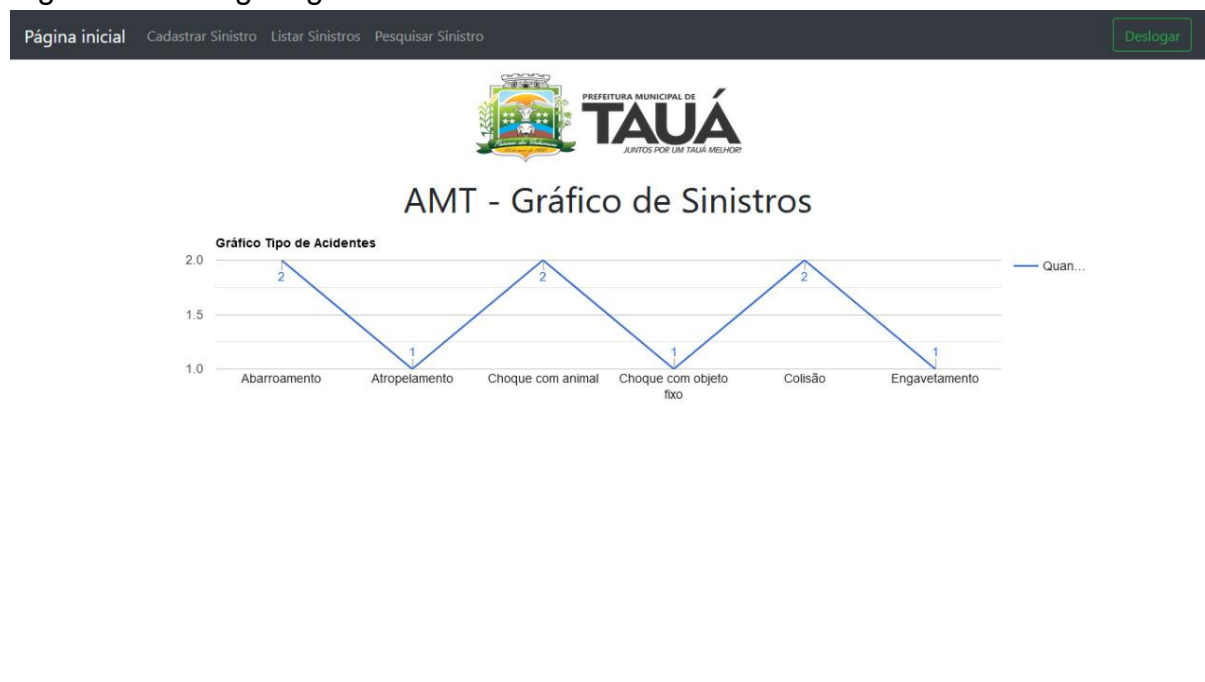 Página inicial Cadastrar Sinistro Listar Sinistros Pesquisar Sinistro Deslogar
PREFEITURA MUNICIPAL DE
TAUÁ
JUNTOS POR UM TAUÁ MELHOR!
AMT - Gráfico de Sinistros
Gráfico Tipo de Acidentes
2.0
2 2 2
Quan...
1.5
1 1 1
1.0
Abarroamento Atropelamento Choque com animal Choque com objeto Colisão Engavetamento
fixo